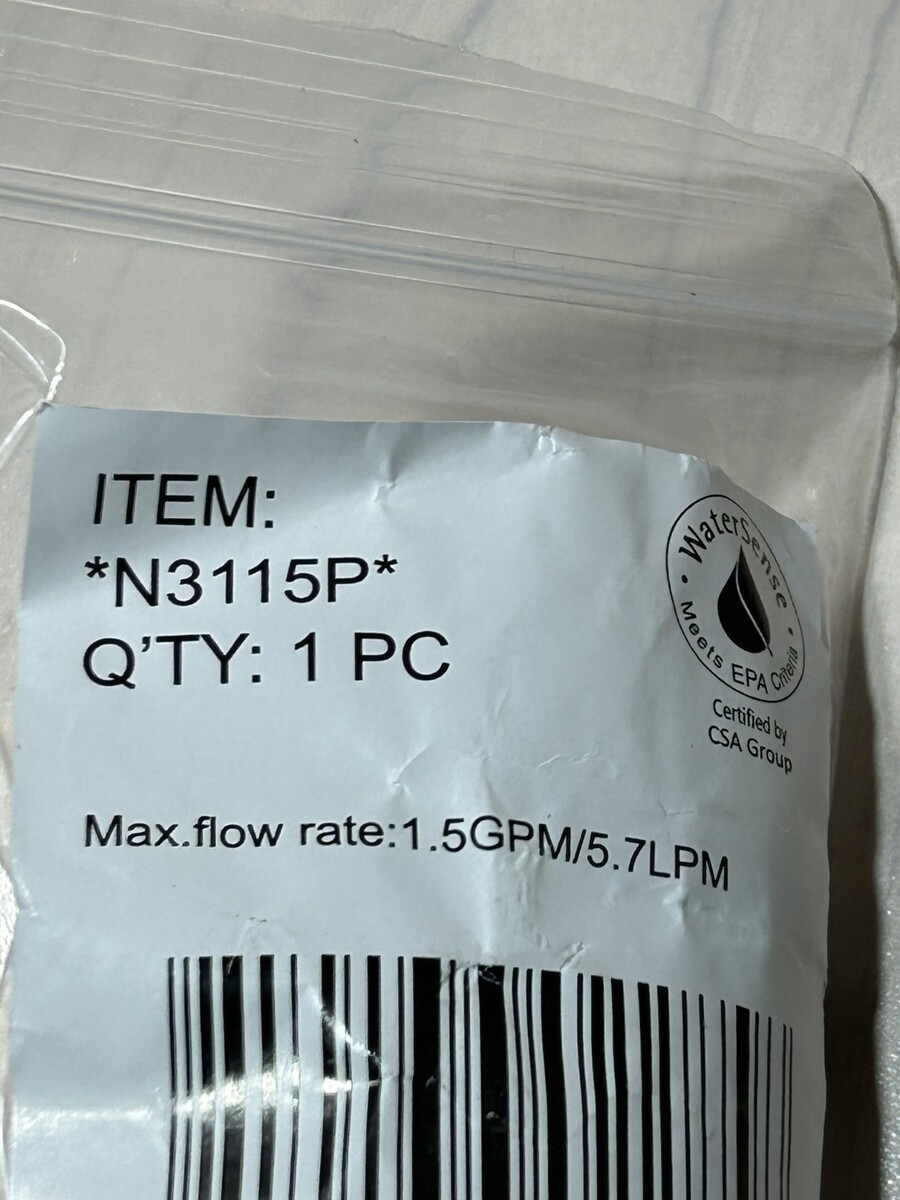 ITEM:
*N3115P*
Q'TY: 1 PC
WaterSense
Meets EPA Criteria
Certified by
CSA Group
Max.flow rate:1.5GPM/5.7LPM